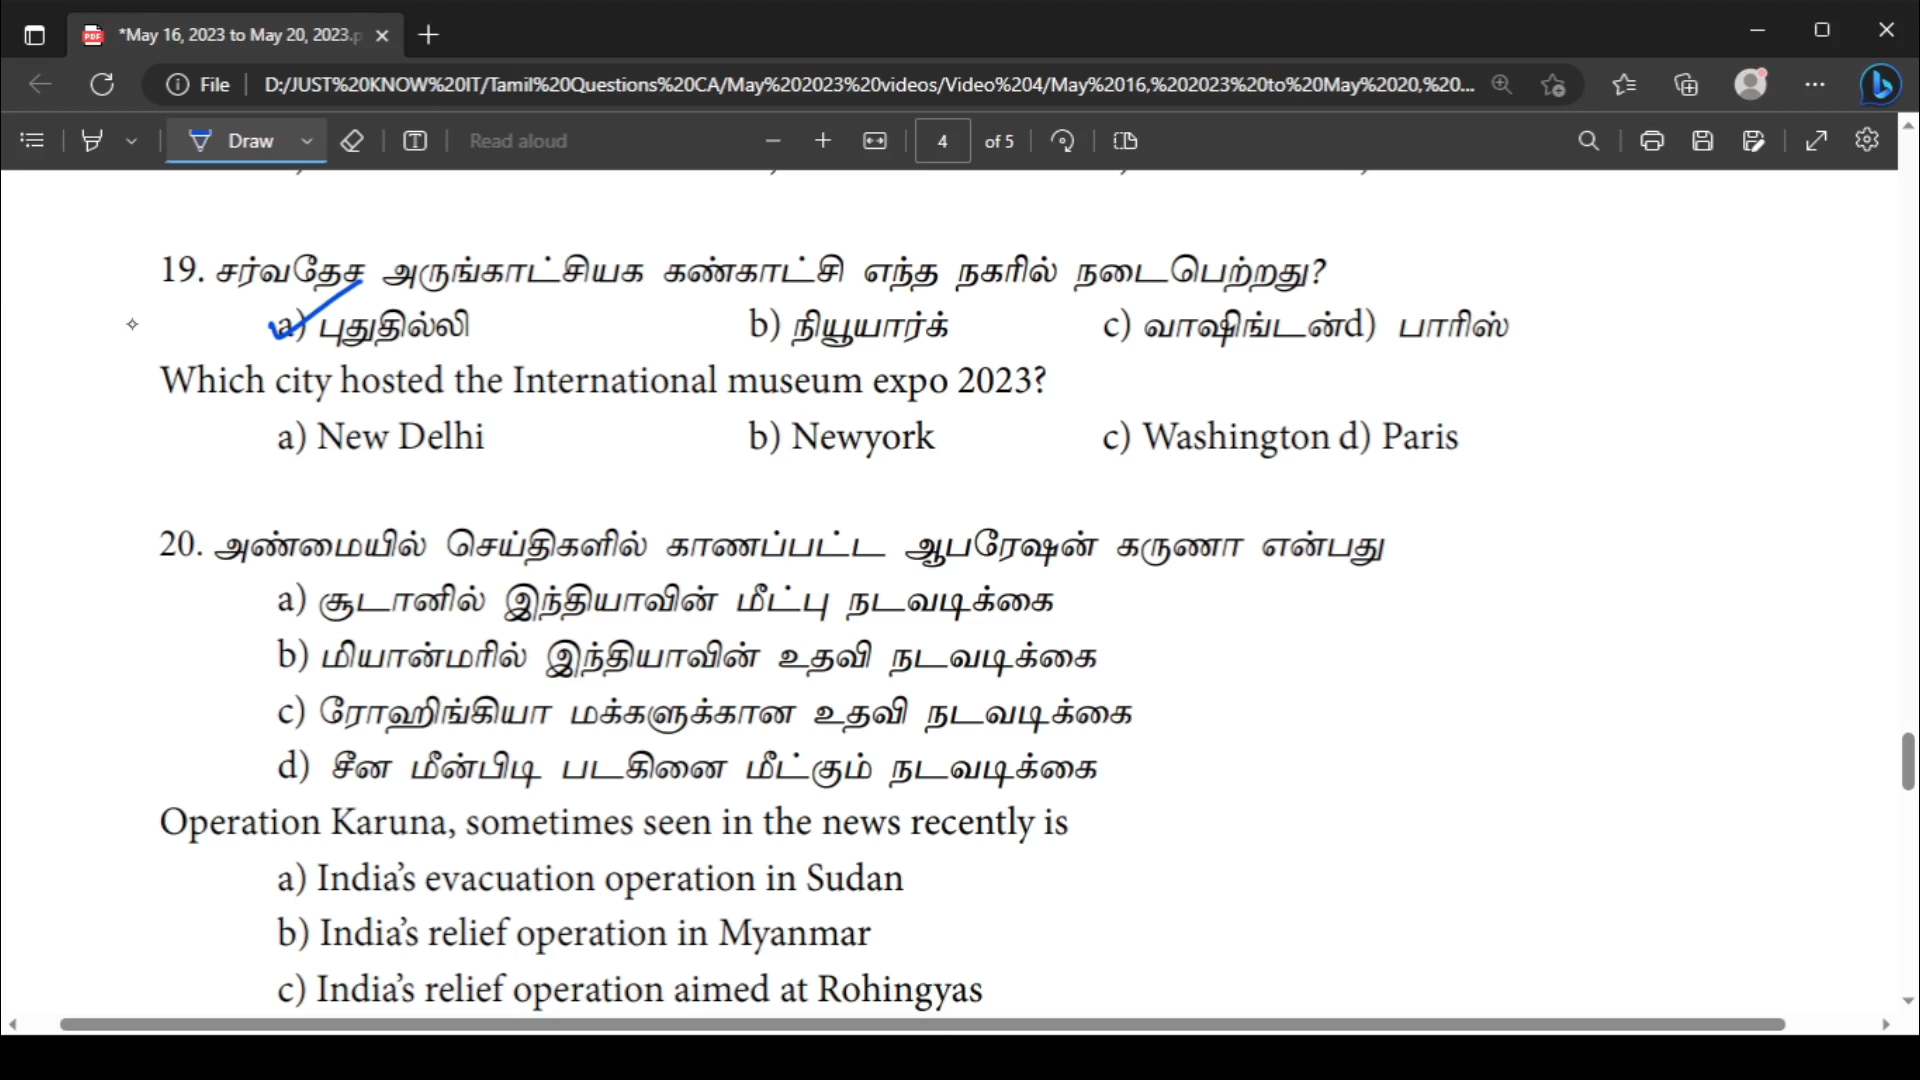 *May 16, 2023 to May 20, 2023.p
File
D:/JUST%20KNOW%20IT/Tamil%20Questions%20CA/May%202023%20videos/Video%204/May%2016,%202023%20to%20May%2020,%20...
Draw
Read aloud
4 of 5
19. சர்வதேச அருங்காட்சியக கண்காட்சி எந்த நகரில் நடைபெற்றது?
a) புதுதில்லி b) நியூயார்க் c) வாஷிங்டன்d) பாரிஸ்
Which city hosted the International museum expo 2023?
a) New Delhi b) Newyork c) Washington d) Paris
20. அண்மையில் செய்திகளில் காணப்பட்ட ஆபரேஷன் கருணா என்பது
a) சூடானில் இந்தியாவின் மீட்பு நடவடிக்கை
b) மியான்மரில் இந்தியாவின் உதவி நடவடிக்கை
c) ரோஹிங்கியா மக்களுக்கான உதவி நடவடிக்கை
d) சீன மீன்பிடி படகினை மீட்கும் நடவடிக்கை
Operation Karuna, sometimes seen in the news recently is
a) India's evacuation operation in Sudan
b) India's relief operation in Myanmar
c) India's relief operation aimed at Rohingyas